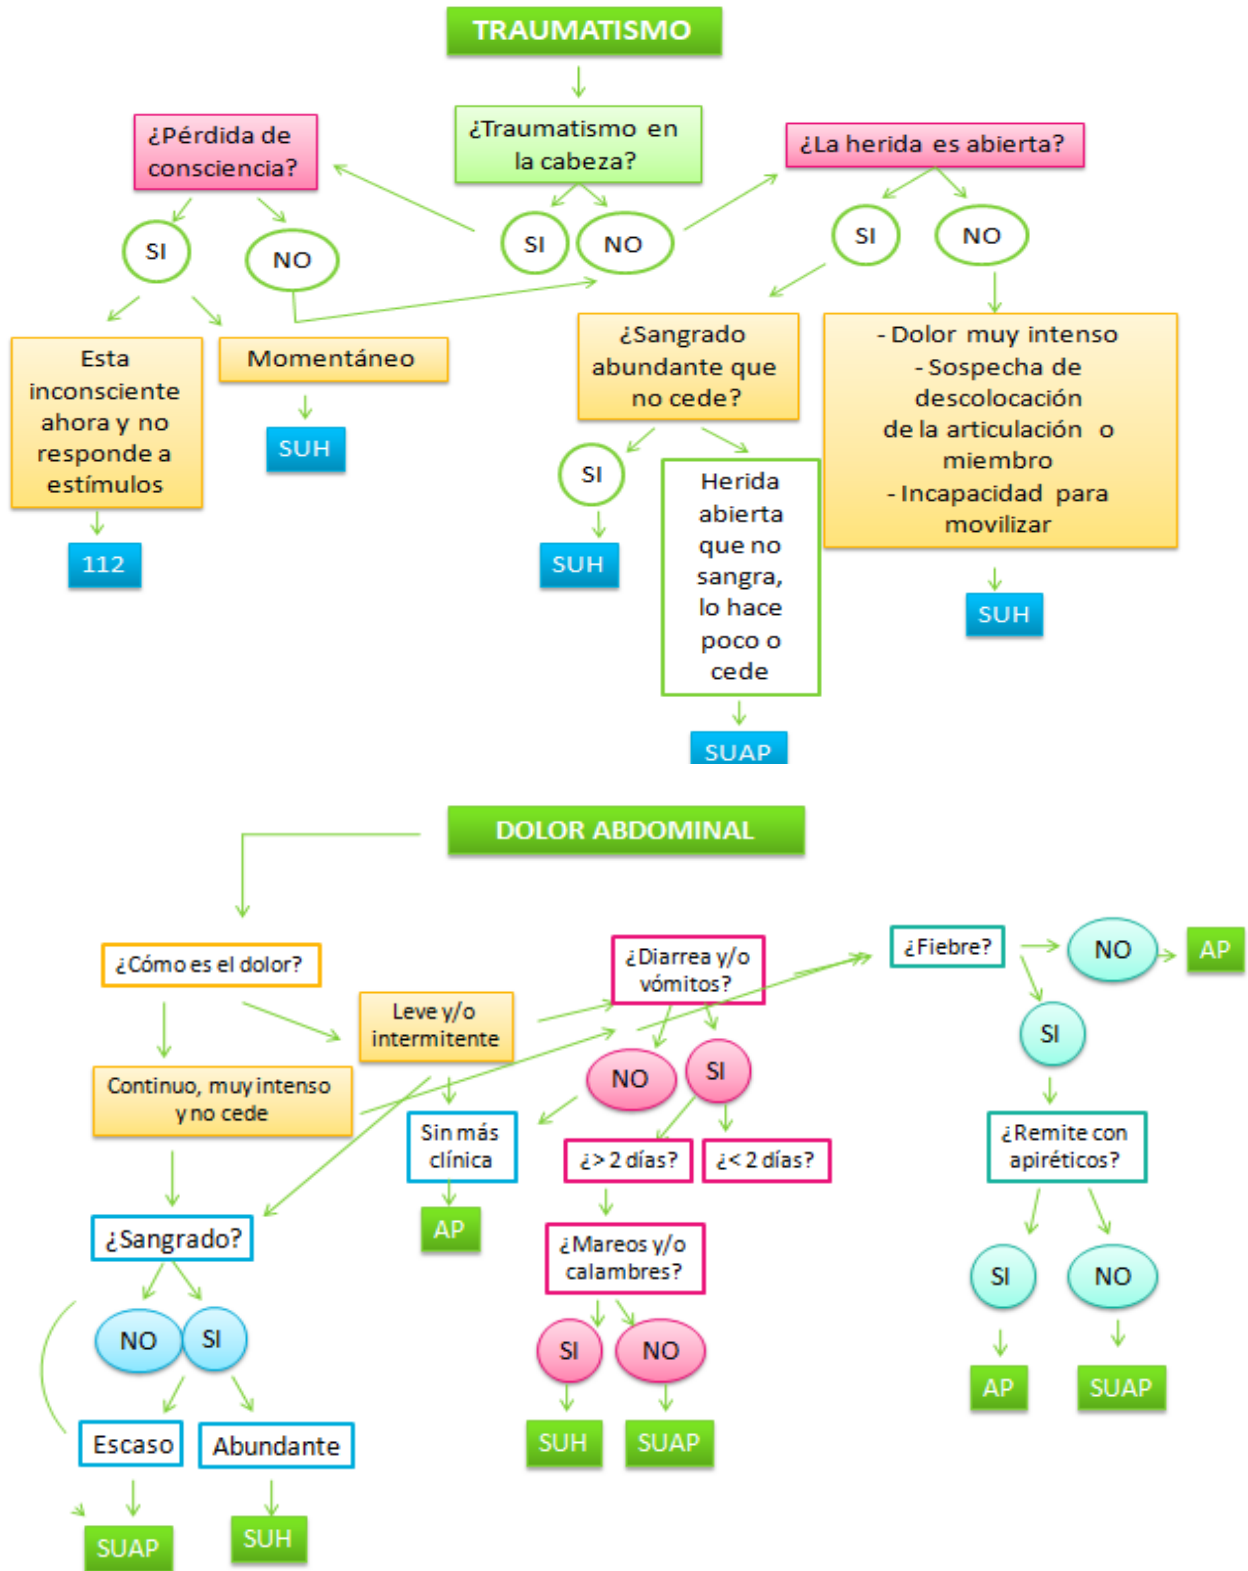 TRAUMATISMO
¿Pérdida de
consciencia?
¿Traumatismo en
la cabeza?
¿La herida es abierta?
SI
NO
SI
NO
SI
NO
Esta
inconsciente
ahora y no
responde a
estímulos
Momentáneo
¿Sangrado
abundante que
no cede?
- Dolor muy intenso
- Sospecha de
descolocación
de la articulación o
miembro
- Incapacidad para
movilizar
SUH
SI
Herida
abierta
que no
sangra,
lo hace
poco o
cede
112
SUH
SUH
SUAP
DOLOR ABDOMINAL
¿Cómo es el dolor?
Leve y/o
intermitente
¿Diarrea y/o
vómitos?
¿Fiebre?
NO
AP
SI
Continuo, muy intenso
y no cede
NO
SI
Sin más
clínica
¿> 2 días?
¿< 2 días?
¿Remite con
apiréticos?
AP
¿Sangrado?
¿Mareos y/o
calambres?
SI
NO
NO
SI
SI
NO
AP
SUAP
Escaso
Abundante
SUH
SUAP
SUAP
SUH